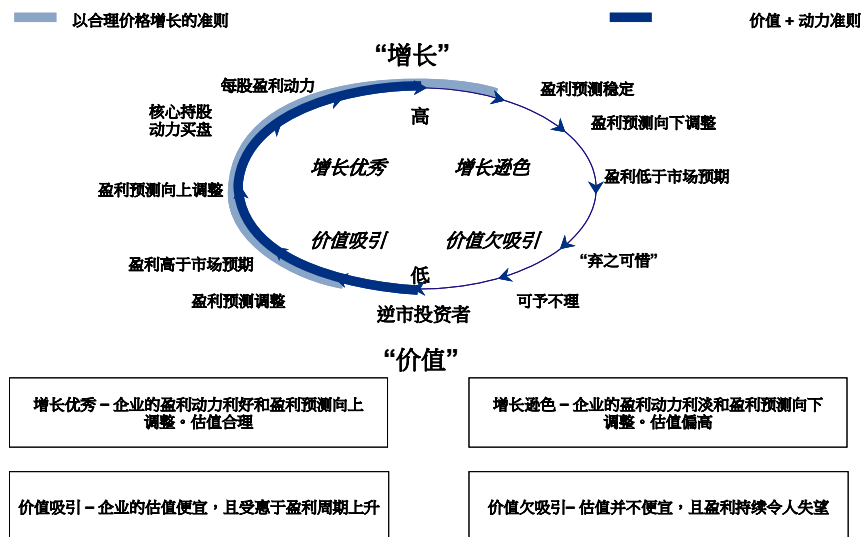 以合理价格增长的准则
价值 + 动力准则
“增长”
每股盈利动力
盈利预测稳定
核心持股
动力买盘
高
盈利预测向下调整
增长优秀
增长逊色
盈利预测向上调整
盈利低于市场预期
价值吸引
价值欠吸引
盈利高于市场预期
低
“弃之可惜”
盈利预测调整
可予不理
逆市投资者
“价值”
增长优秀 – 企业的盈利动力利好和盈利预测向上
调整。估值合理
增长逊色 – 企业的盈利动力利淡和盈利预测向下
调整。估值偏高
价值吸引 – 企业的估值便宜，且受惠于盈利周期上升
价值欠吸引– 估值并不便宜，且盈利持续令人失望